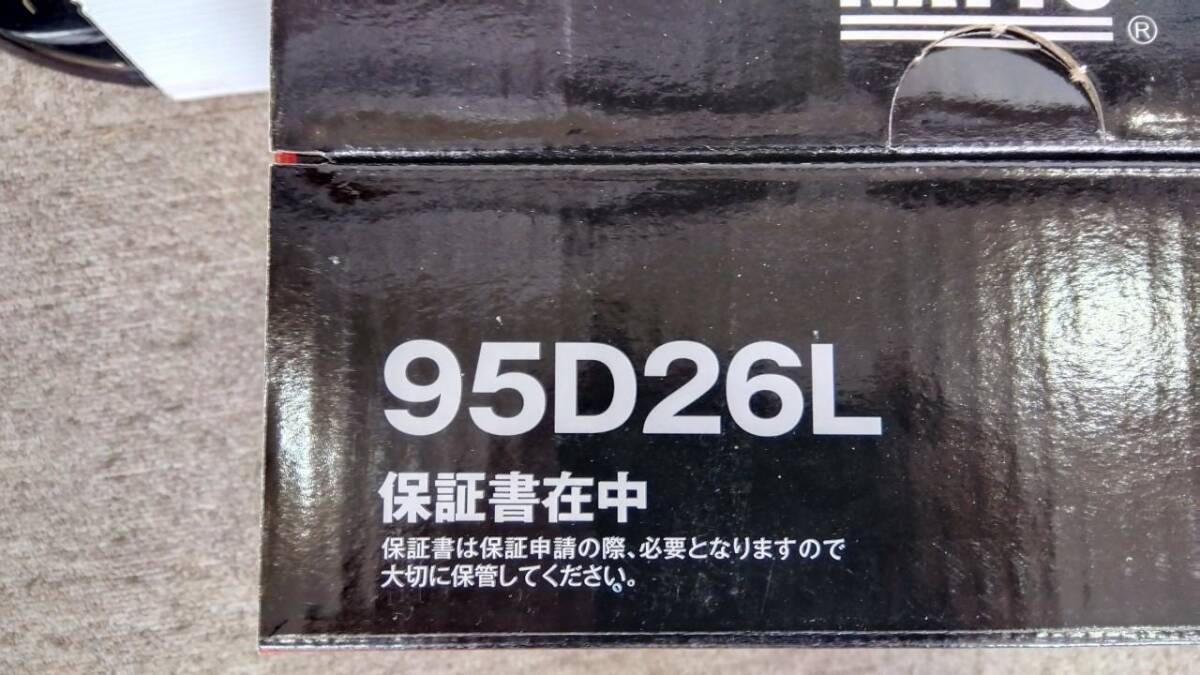 ®
95D26L
保証書在中
保証書は保証申請の際、必要となりますので
大切に保管してください。